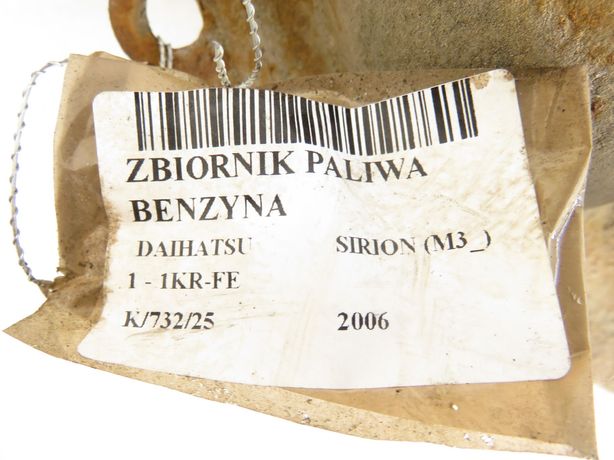 ZBIORNIK PALIWA
BENZYNA
DAIHATSU SIRION (M3_)
1 - 1KR-FE
K/732/25 2006